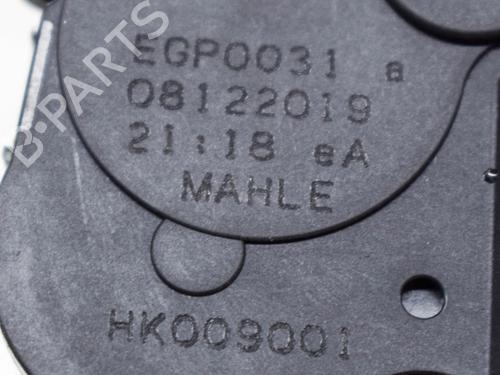 EGP0031 a
08122019
21:18 eA
MAHLE
HK009001
B-PARTS